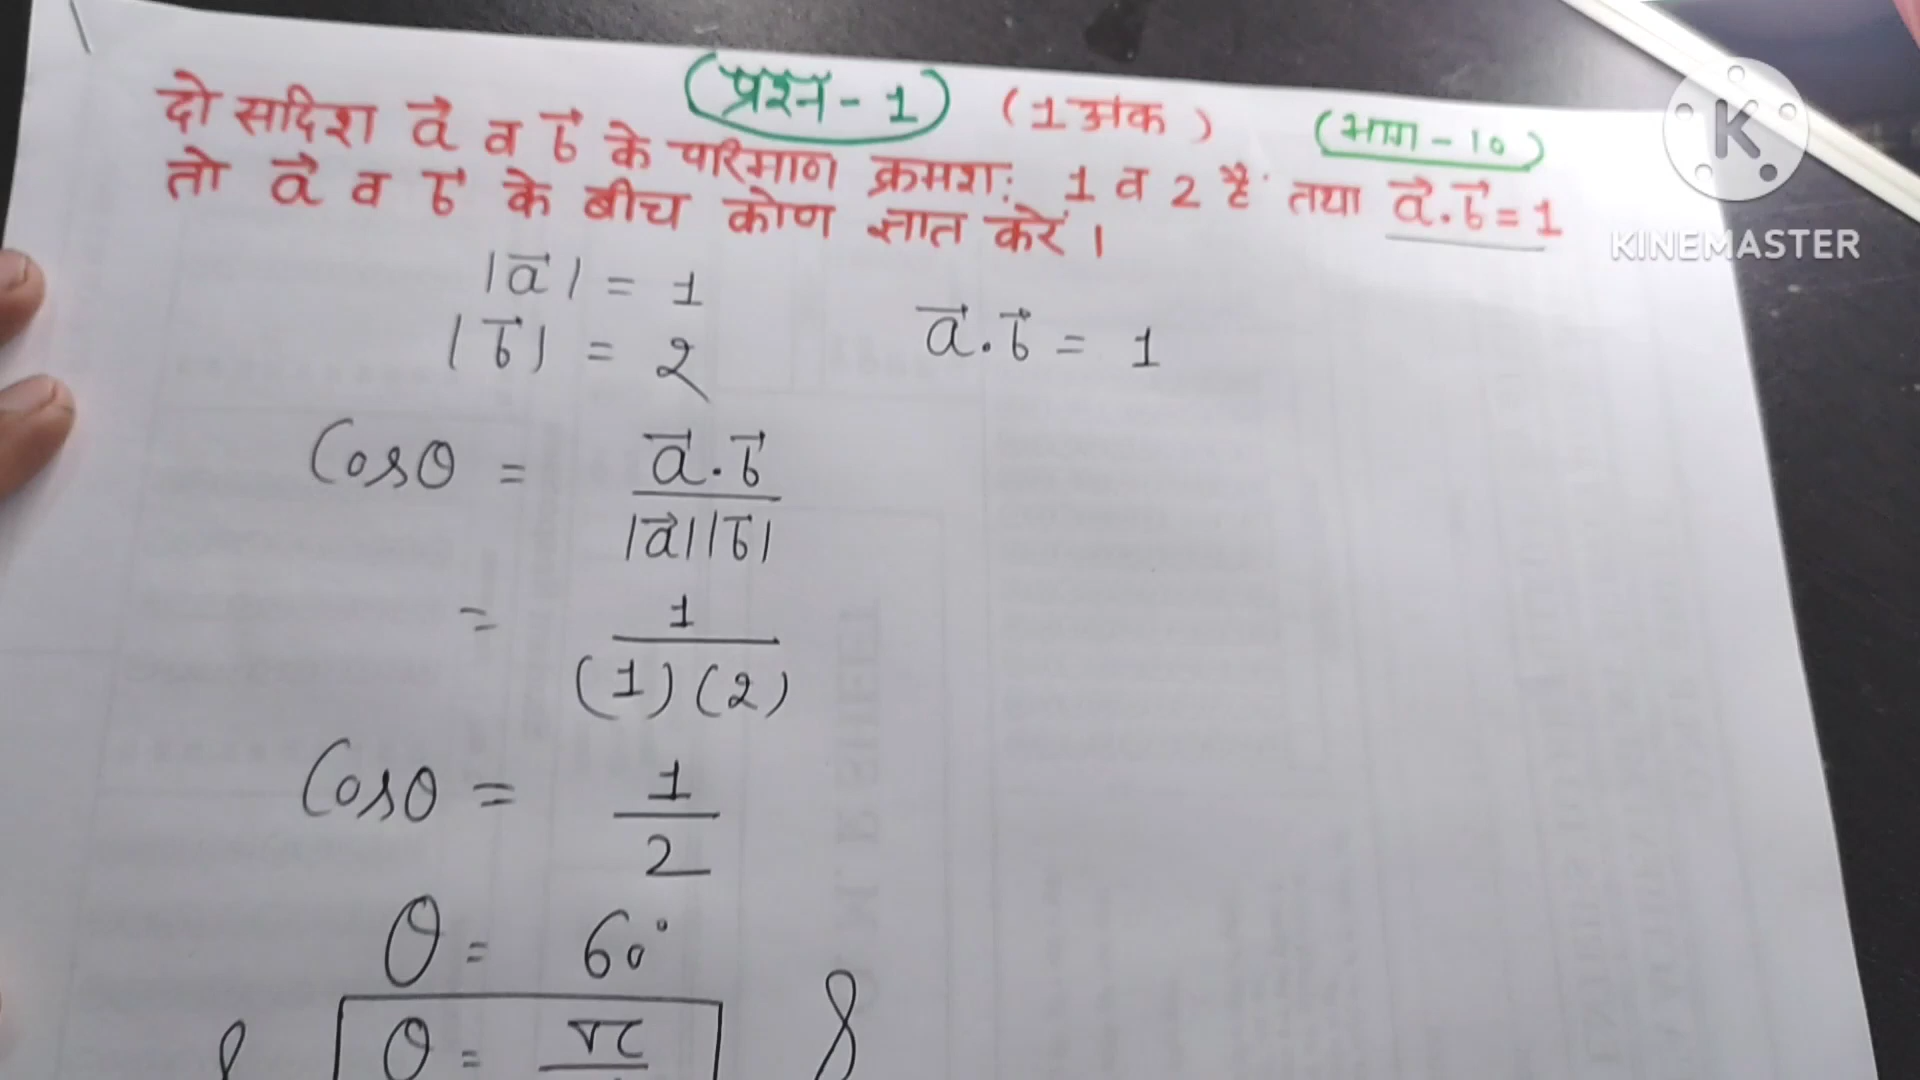 (प्रश्न - 1) (1 अंक) (भाग - 10)
दो सदिश a⃗ व b⃗ के परिमाण क्रमशः 1 व 2 हैं तथा a⃗.b⃗ = 1
तो a⃗ व b⃗ के बीच कोण ज्ञात करें ।
K
KINEMASTER
|a⃗| = 1
|b⃗| = 2
a⃗.b⃗ = 1
Cosθ = a⃗.b⃗ / |a⃗||b⃗|
= 1 / (1)(2)
Cosθ = 1/2
θ = 60°
θ = π